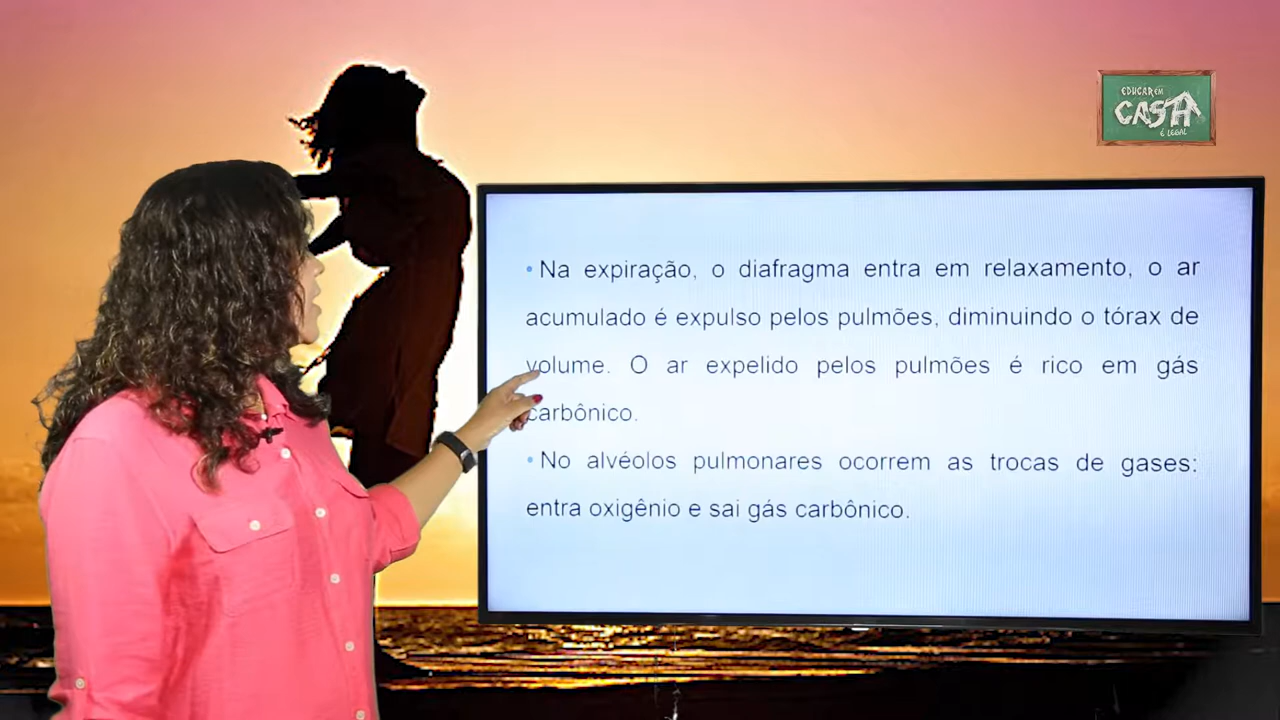 EDUCAR EM
CASA
É LEGAL
• Na expiração, o diafragma entra em relaxamento, o ar
acumulado é expulso pelos pulmões, diminuindo o tórax de
volume. O ar expelido pelos pulmões é rico em gás
carbônico.
• No alvéolos pulmonares ocorrem as trocas de gases:
entra oxigênio e sai gás carbônico.